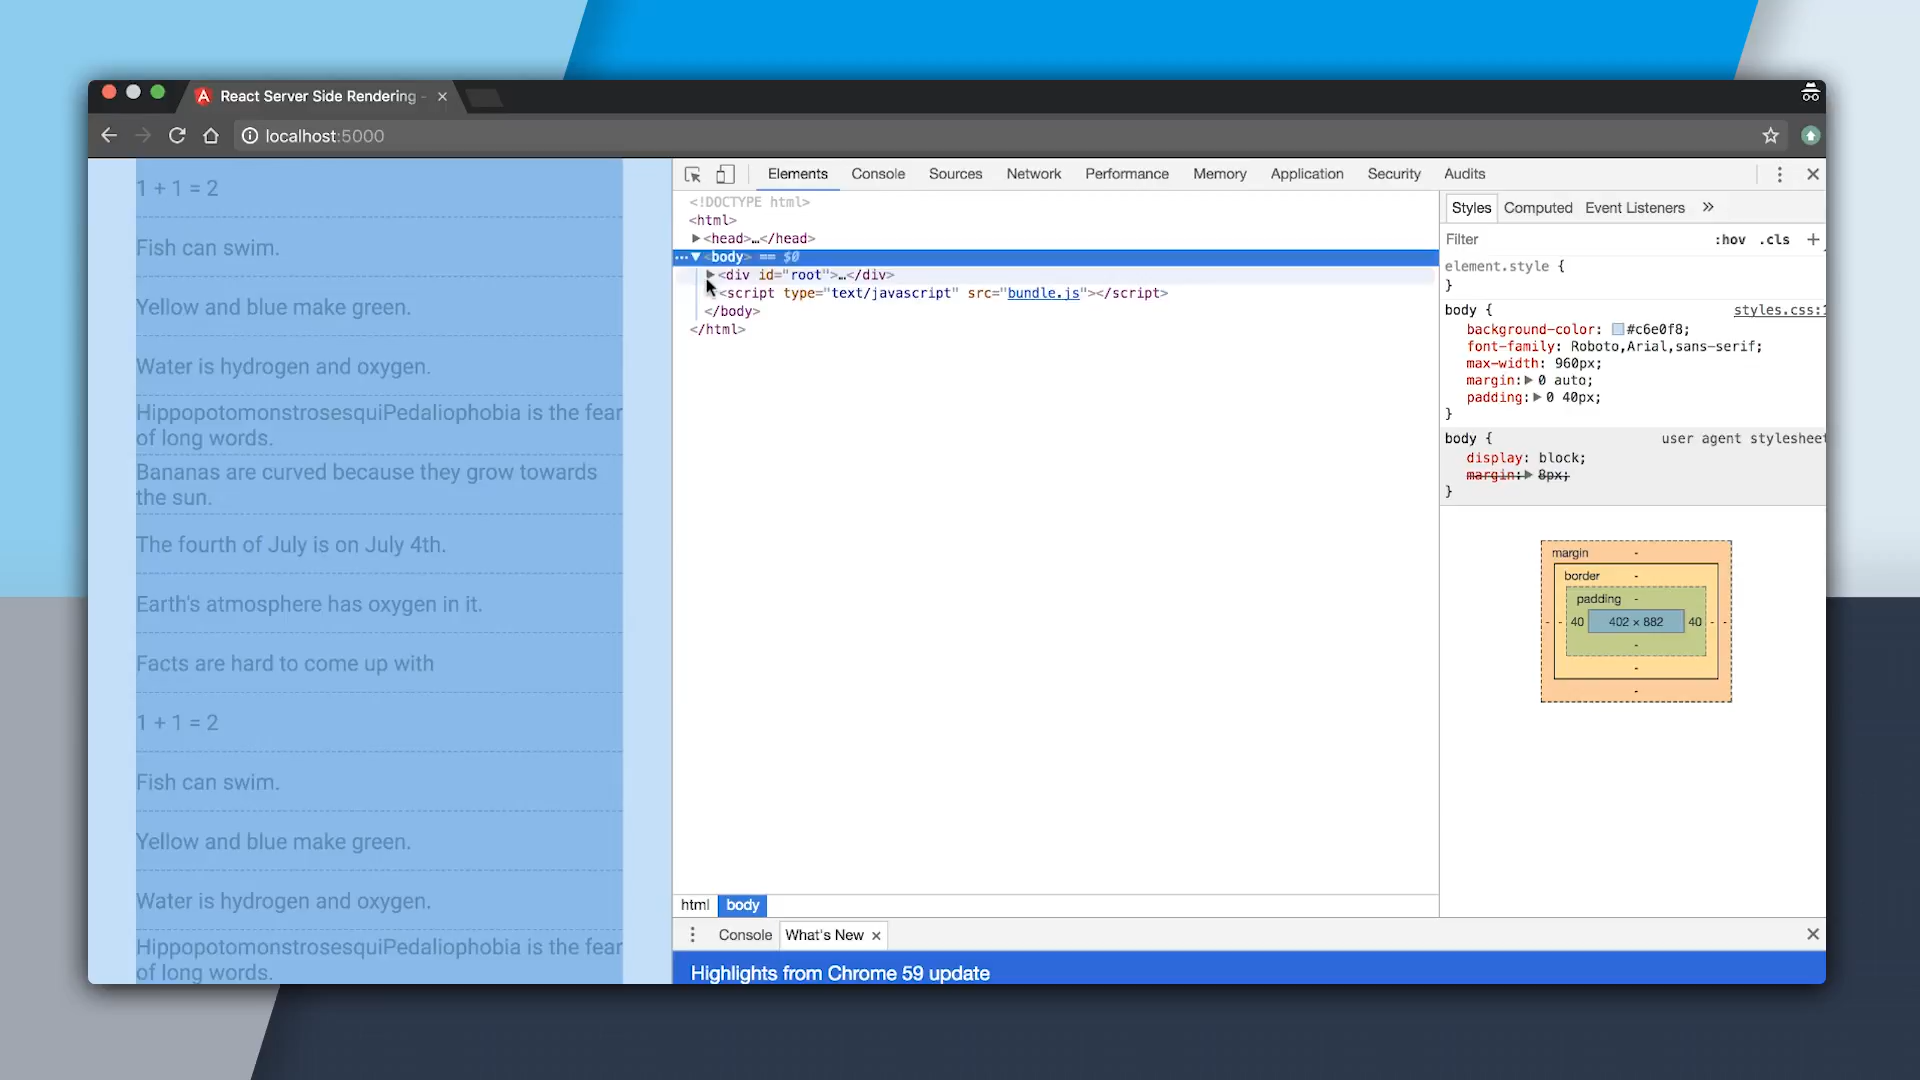 React Server Side Rendering -
localhost:5000
1 + 1 = 2
Fish can swim.
Yellow and blue make green.
Water is hydrogen and oxygen.
HippopotomonstrosesquiPedaliophobia is the fear
of long words.
Bananas are curved because they grow towards
the sun.
The fourth of July is on July 4th.
Earth's atmosphere has oxygen in it.
Facts are hard to come up with
1 + 1 = 2
Fish can swim.
Yellow and blue make green.
Water is hydrogen and oxygen.
HippopotomonstrosesquiPedaliophobia is the fear
of long words.
Elements Console Sources Network Performance Memory Application Security Audits
<!DOCTYPE html>
<html>
▶<head>…</head>
…▼<body> == $0
▶<div id="root">…</div>
<script type="text/javascript" src="bundle.js"></script>
</body>
</html>
html body
Styles Computed Event Listeners »
Filter :hov .cls +
element.style {
}
body { styles.css:1
background-color: #c6e0f8;
font-family: Roboto,Arial,sans-serif;
max-width: 960px;
margin:▶0 auto;
padding:▶0 40px;
}
body { user agent stylesheet
display: block;
margin:▶8px;
}
margin -
border -
padding -
- - 40 402 × 882 40 - -
-
-
-
Console What's New ×
Highlights from Chrome 59 update